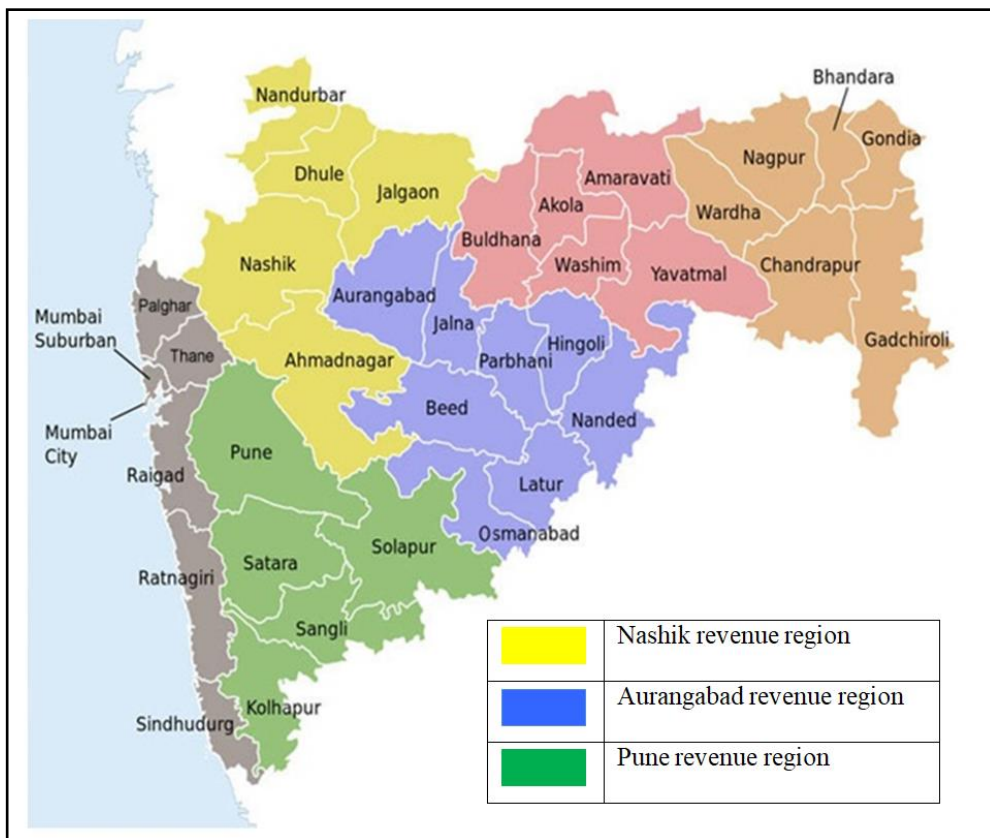 Nandurbar
Bhandara
Gondia
Nagpur
Dhule
Jalgaon
Amaravati
Akola
Wardha
Buldhana
Nashik
Washim
Yavatmal
Chandrapur
Aurangabad
Palghar
Jalna
Mumbai
Suburban
Hingoli
Thane
Ahmadnagar
Parbhani
Gadchiroli
Beed
Nanded
Mumbai
City
Pune
Raigad
Latur
Osmanabad
Solapur
Satara
Ratnagiri
Sangli
Kolhapur
Sindhudurg
Nashik revenue region
Aurangabad revenue region
Pune revenue region